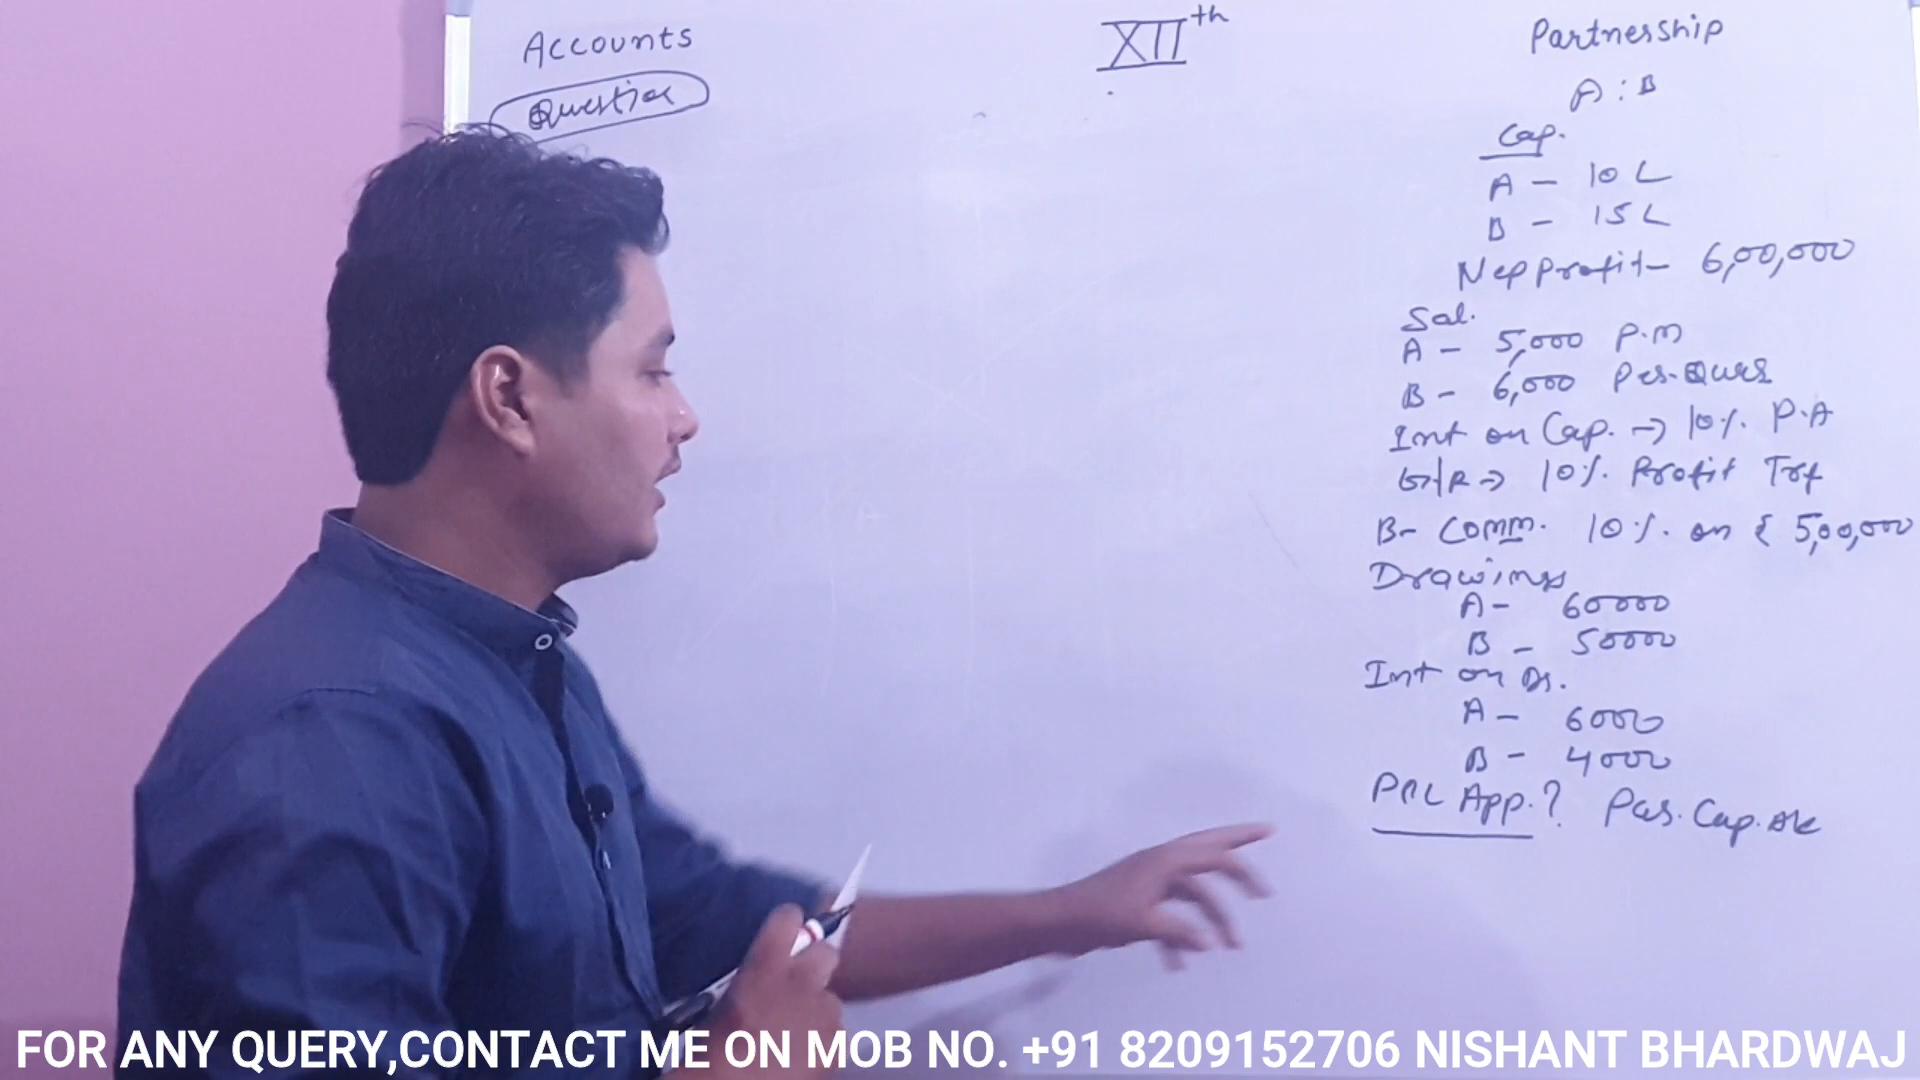 Accounts
Question
XIIth
Partnership
A : B
Cap.
A - 10 L
B - 15 L
Net Profit - 6,00,000
Sal.
A - 5,000 P.M
B - 6,000 Per. Quer
Int on Cap. → 10%. P.A
G/R → 10%. Profit Trf
B - Comm. 10%. on ₹ 5,00,000
Drawings
A - 60000
B - 50000
Int on Dr.
A - 6000
B - 4000
P&L App.? Par. Cap. A/c
FOR ANY QUERY,CONTACT ME ON MOB NO. +91 8209152706 NISHANT BHARDWAJ